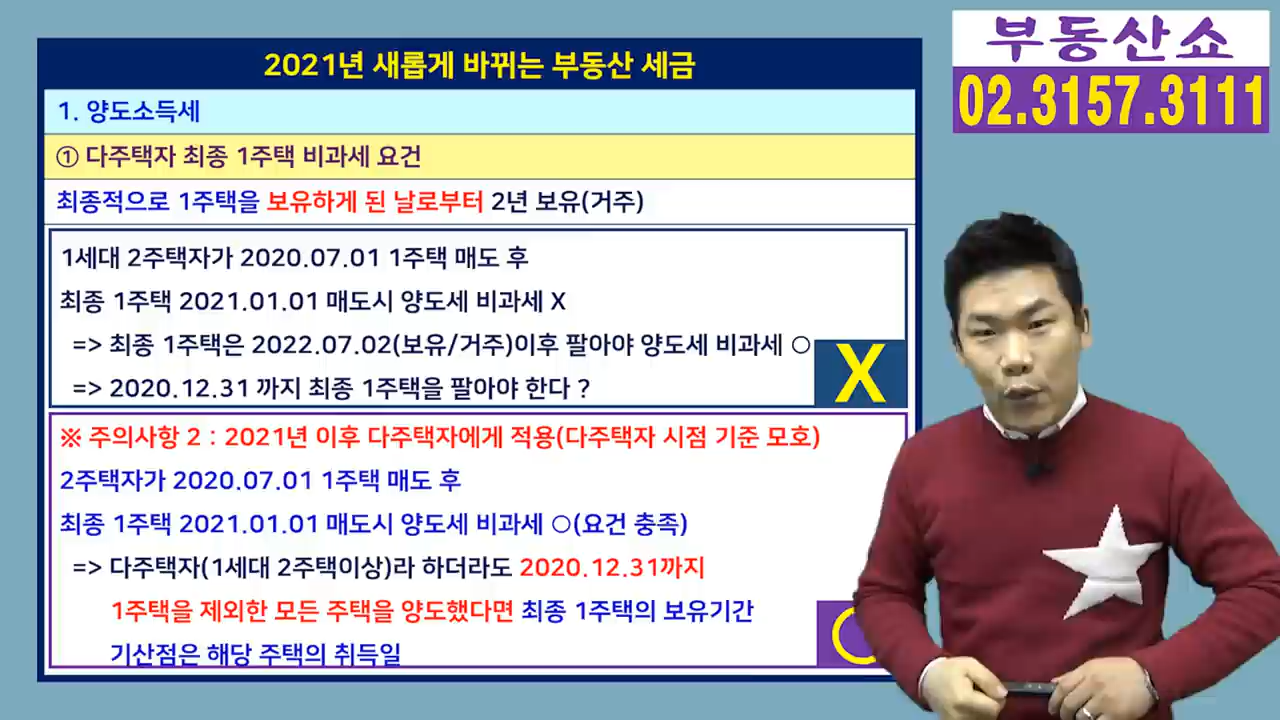 부동산쇼
02.3157.3111
2021년 새롭게 바뀌는 부동산 세금
1. 양도소득세
① 다주택자 최종 1주택 비과세 요건
최종적으로 1주택을 보유하게 된 날로부터 2년 보유(거주)
1세대 2주택자가 2020.07.01 1주택 매도 후
최종 1주택 2021.01.01 매도시 양도세 비과세 X
=> 최종 1주택은 2022.07.02(보유/거주)이후 팔아야 양도세 비과세 ○
=> 2020.12.31 까지 최종 1주택을 팔아야 한다 ?
X
※ 주의사항 2 : 2021년 이후 다주택자에게 적용(다주택자 시점 기준 모호)
2주택자가 2020.07.01 1주택 매도 후
최종 1주택 2021.01.01 매도시 양도세 비과세 ○(요건 충족)
=> 다주택자(1세대 2주택이상)라 하더라도 2020.12.31까지
1주택을 제외한 모든 주택을 양도했다면 최종 1주택의 보유기간
기산점은 해당 주택의 취득일